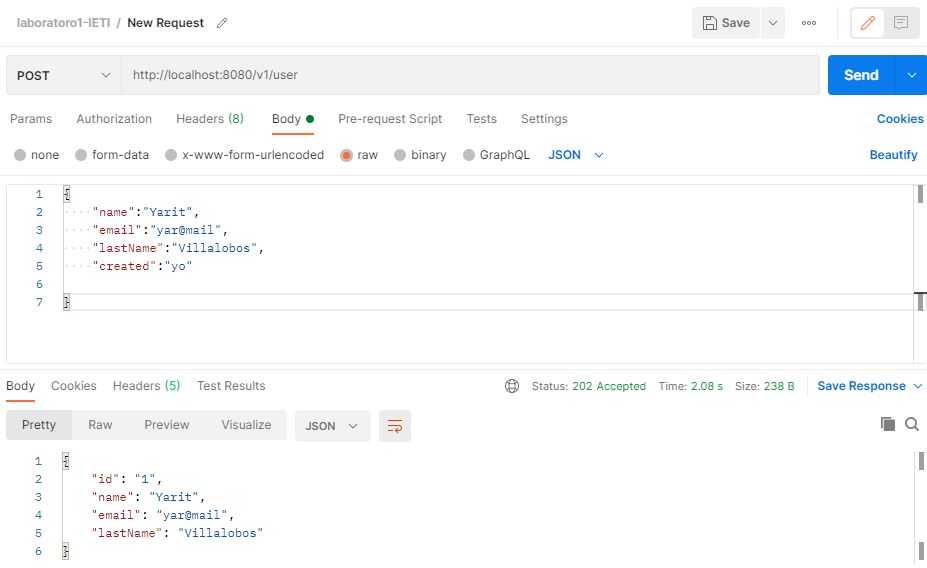 laboratoro1-IETI / New Request Save
POST http://localhost:8080/v1/user Send
Params Authorization Headers (8) Body Pre-request Script Tests Settings Cookies
none form-data x-www-form-urlencoded raw binary GraphQL JSON Beautify
1 {
2 ····"name":"Yarit",
3 ····"email":"yar@mail",
4 ····"lastName":"Villalobos",
5 ····"created":"yo"
6
7 }
Body Cookies Headers (5) Test Results Status: 202 Accepted Time: 2.08 s Size: 238 B Save Response
Pretty Raw Preview Visualize JSON
1 {
2 "id": "1",
3 "name": "Yarit",
4 "email": "yar@mail",
5 "lastName": "Villalobos"
6 }